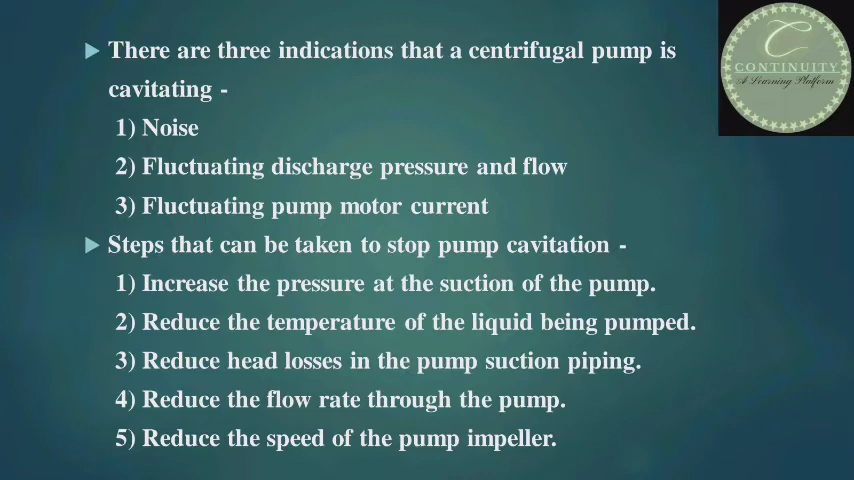 There are three indications that a centrifugal pump is
cavitating -
1) Noise
2) Fluctuating discharge pressure and flow
3) Fluctuating pump motor current
Steps that can be taken to stop pump cavitation -
1) Increase the pressure at the suction of the pump.
2) Reduce the temperature of the liquid being pumped.
3) Reduce head losses in the pump suction piping.
4) Reduce the flow rate through the pump.
5) Reduce the speed of the pump impeller.
C
CONTINUITY
A Learning Platform